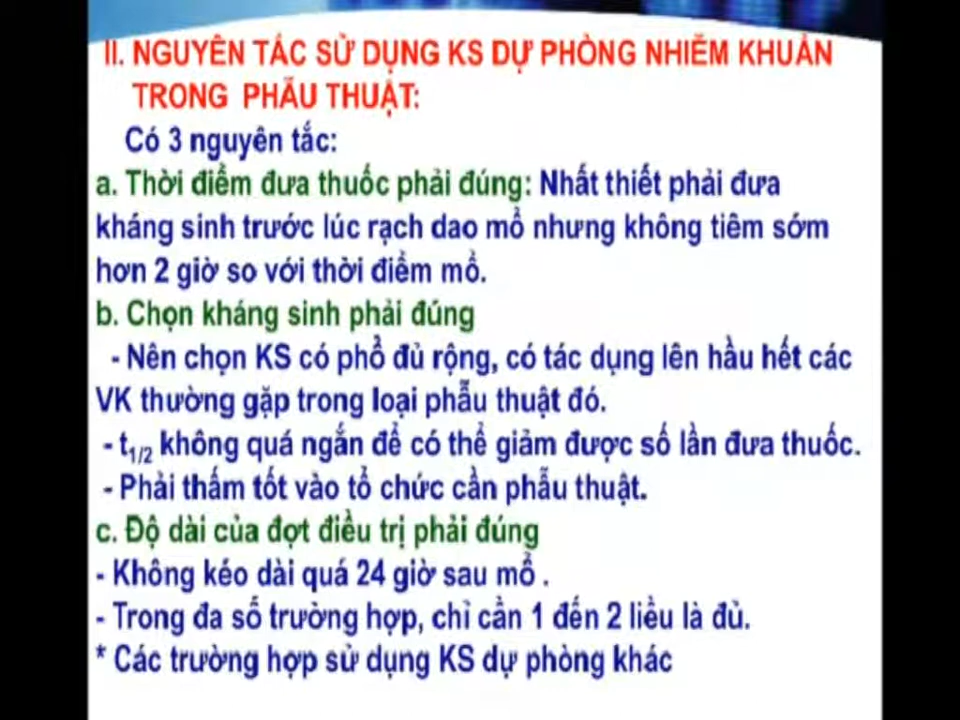 II. NGUYÊN TẮC SỬ DỤNG KS DỰ PHÒNG NHIỄM KHUẨN
TRONG PHẪU THUẬT:
Có 3 nguyên tắc:
a. Thời điểm đưa thuốc phải đúng: Nhất thiết phải đưa
kháng sinh trước lúc rạch dao mổ nhưng không tiêm sớm
hơn 2 giờ so với thời điểm mổ.
b. Chọn kháng sinh phải đúng
- Nên chọn KS có phổ đủ rộng, có tác dụng lên hầu hết các
VK thường gặp trong loại phẫu thuật đó.
- t1/2 không quá ngắn để có thể giảm được số lần đưa thuốc.
- Phải thấm tốt vào tổ chức cần phẫu thuật.
c. Độ dài của đợt điều trị phải đúng
- Không kéo dài quá 24 giờ sau mổ .
- Trong đa số trường hợp, chỉ cần 1 đến 2 liều là đủ.
* Các trường hợp sử dụng KS dự phòng khác